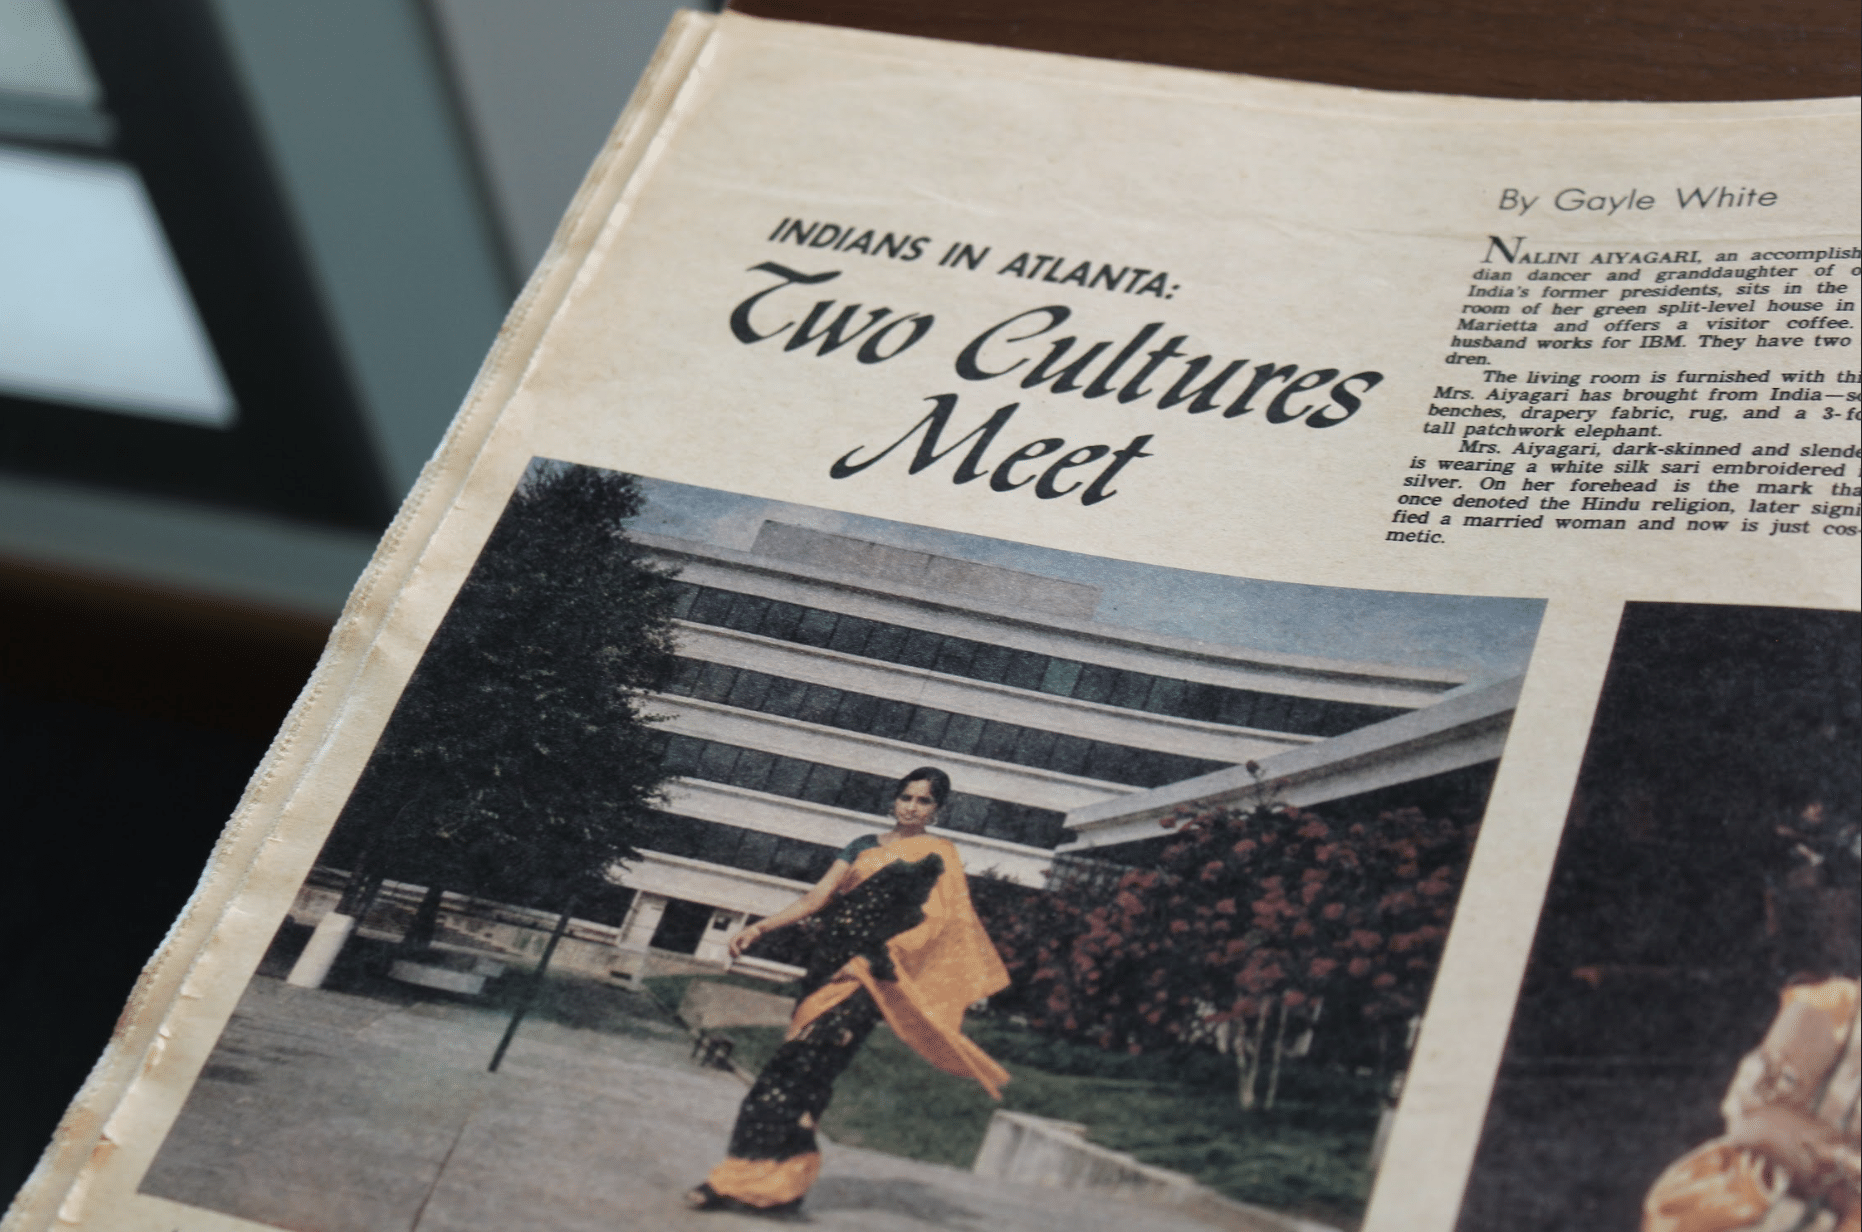 INDIANS IN ATLANTA:
Two Cultures
Meet
By Gayle White
NALINI AIYAGARI, an
dian dancer and granddaughter of
India's former presidents, sits in the
room of her green split-level house in
Marietta and offers a visitor coffee.
husband works for IBM. They have two
dren.
The living room is furnished with
Mrs. Aiyagari has brought from India—
benches, drapery fabric, rug, and a 3-
tall patchwork elephant.
Mrs. Aiyagari, dark-skinned and
is wearing a white silk sari embroidered
silver. On her forehead is the mark
once denoted the Hindu religion, later signi-
fied a married woman and now is just cos-
metic.